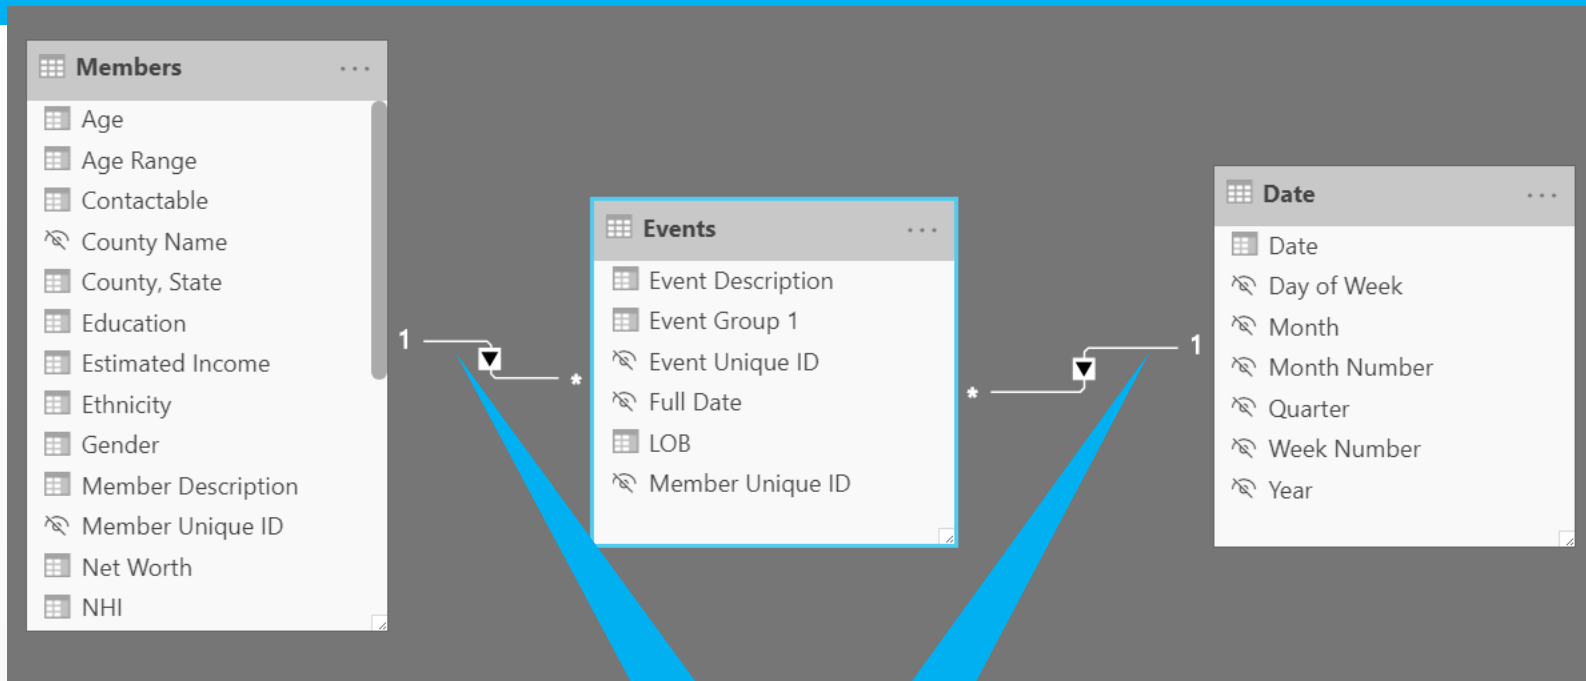 Members
Age
Age Range
Contactable
County Name
County, State
Education
Estimated Income
Ethnicity
Gender
Member Description
Member Unique ID
Net Worth
NHI
1
*
Events
Event Description
Event Group 1
Event Unique ID
Full Date
LOB
Member Unique ID
*
1
Date
Date
Day of Week
Month
Month Number
Quarter
Week Number
Year